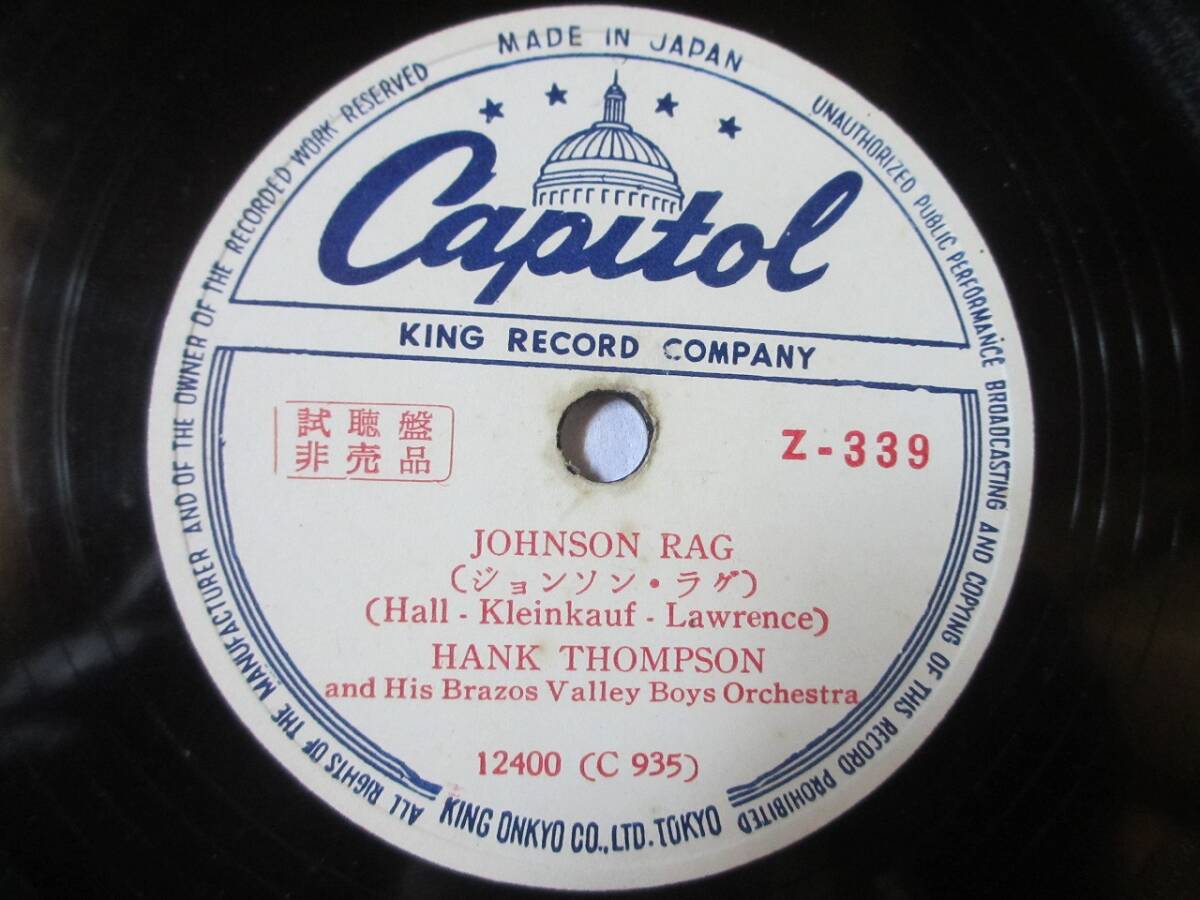 MADE IN JAPAN
UNAUTHORIZED PUBLIC PERFORMANCE BROADCASTING AND COPYING OF THIS RECORD PROHIBITED
ALL RIGHTS OF THE MANUFACTURER AND OF THE OWNER OF THE RECORDED WORK RESERVED
Capitol
KING RECORD COMPANY
試聴盤
非売品
Z-339
JOHNSON RAG
(ジョンソン・ラグ)
(Hall - Kleinkauf - Lawrence)
HANK THOMPSON
and His Brazos Valley Boys Orchestra
12400 (C 935)
KING ONKYO CO., LTD. TOKYO